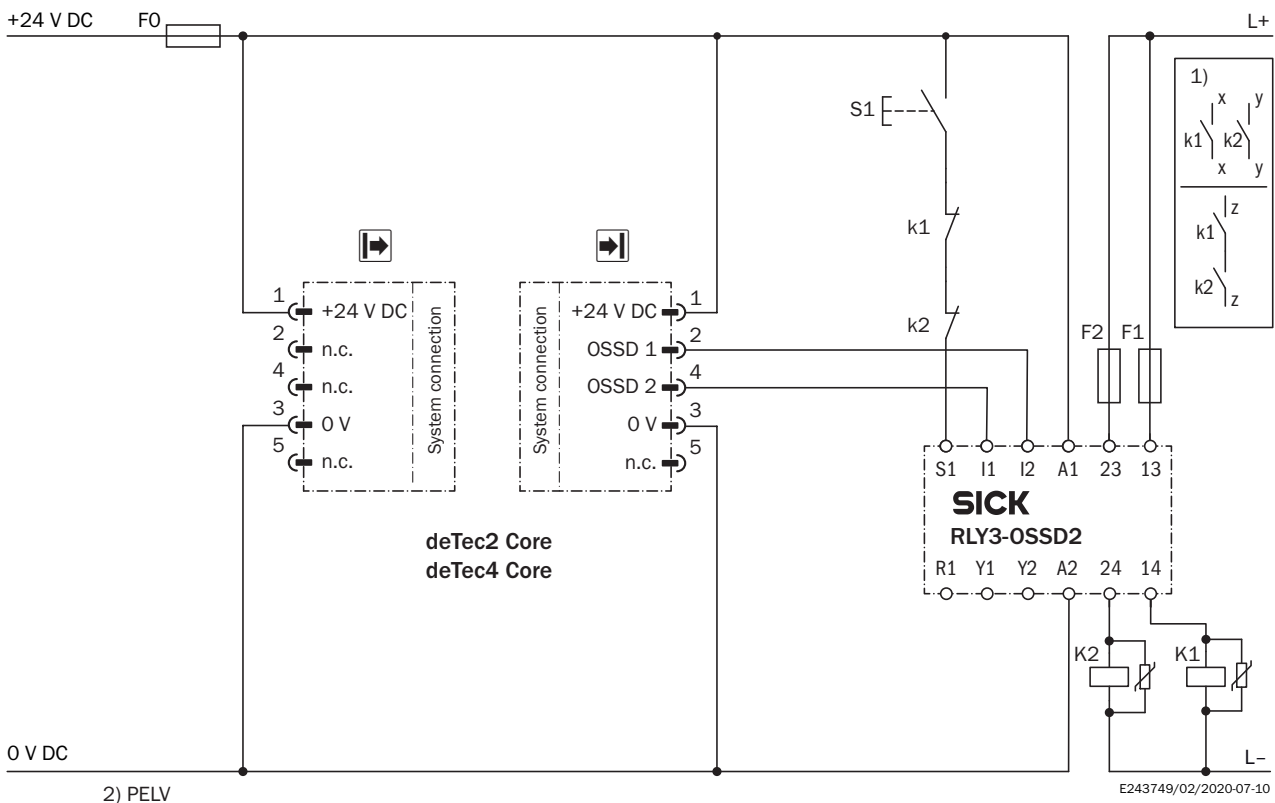 +24 V DC F0 L+
1)
x y
k1 k2
x y
z
k1
k2
z
S1
k1
k2
F2 F1
1 +24 V DC
2 n.c.
4 n.c.
3 0 V
5 n.c.
System connection
System connection
+24 V DC 1
OSSD 1 2
OSSD 2 4
0 V 3
n.c. 5
deTec2 Core
deTec4 Core
S1 I1 I2 A1 23 13
SICK
RLY3-OSSD2
R1 Y1 Y2 A2 24 14
K2 K1
0 V DC L–
2) PELV
E243749/02/2020-07-10